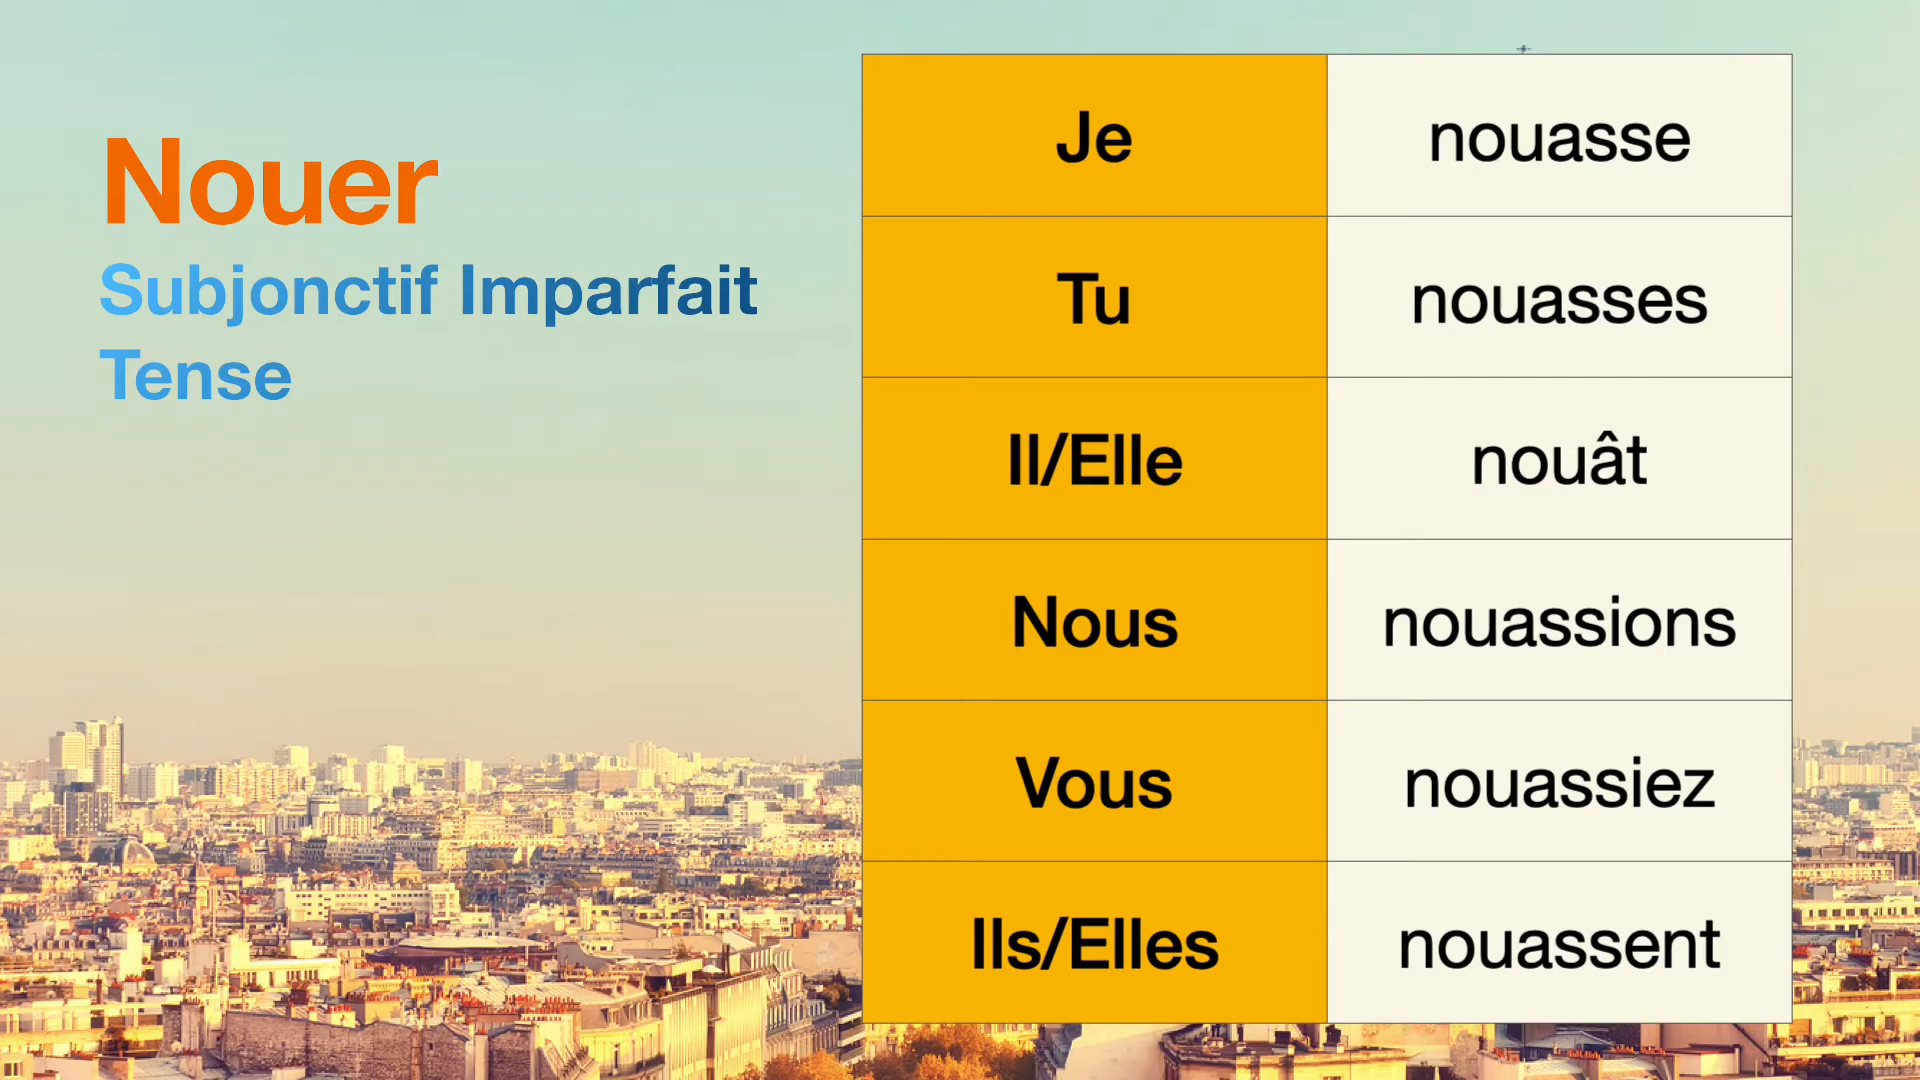 Nouer
Subjonctif Imparfait
Tense
Je nouasse
Tu nouasses
Il/Elle nouât
Nous nouassions
Vous nouassiez
Ils/Elles nouassent